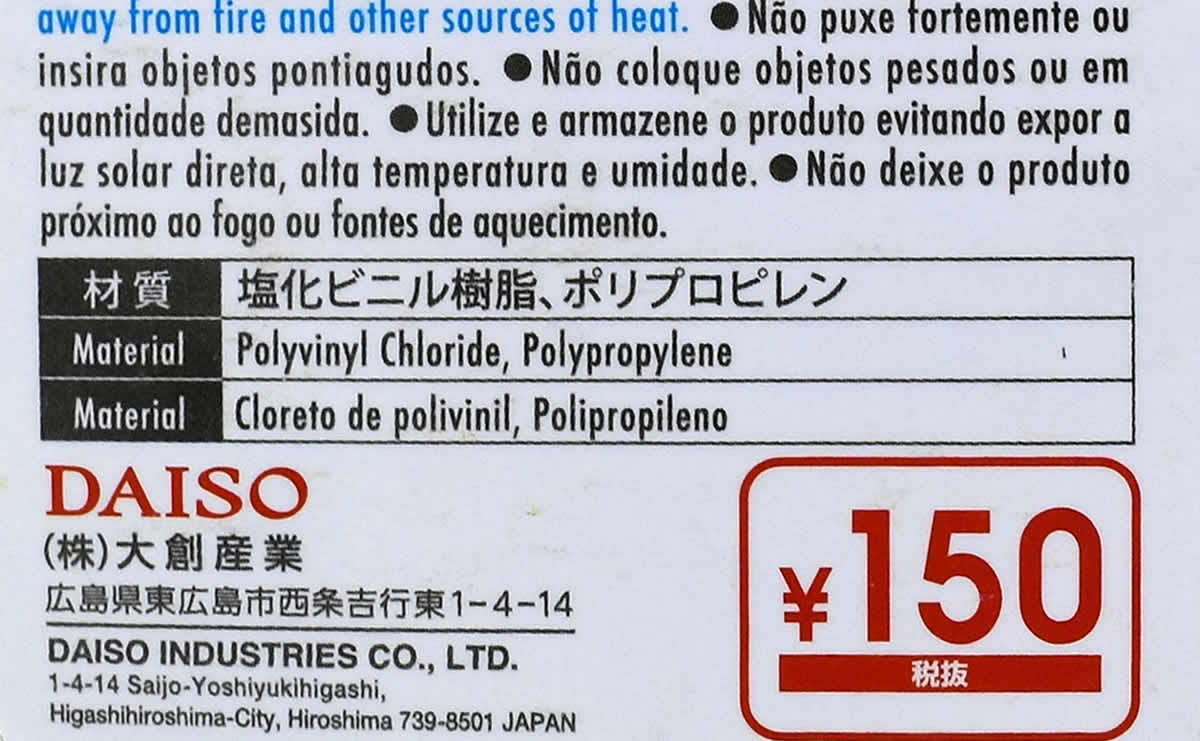 away from fire and other sources of heat. ●Não puxe fortemente ou
insira objetos pontiagudos. ●Não coloque objetos pesados ou em
quantidade demasida. ●Utilize e armazene o produto evitando expor a
luz solar direta, alta temperatura e umidade. ●Não deixe o produto
próximo ao fogo ou fontes de aquecimento.
材質 塩化ビニル樹脂、ポリプロピレン
Material Polyvinyl Chloride, Polypropylene
Material Cloreto de polivinil, Polipropileno
DAISO
(株)大創産業
広島県東広島市西条吉行東1-4-14
DAISO INDUSTRIES CO., LTD.
1-4-14 Saijo-Yoshiyukihigashi,
Higashihiroshima-City, Hiroshima 739-8501 JAPAN
¥150
税抜